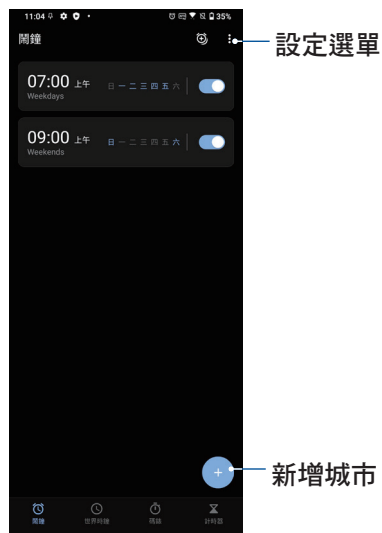 11:04
35%
鬧鐘
設定選單
07:00 上午
日 一 二 三 四 五 六
Weekdays
09:00 上午
日 一 二 三 四 五 六
Weekends
新增城市
鬧鐘 世界時鐘 碼錶 計時器